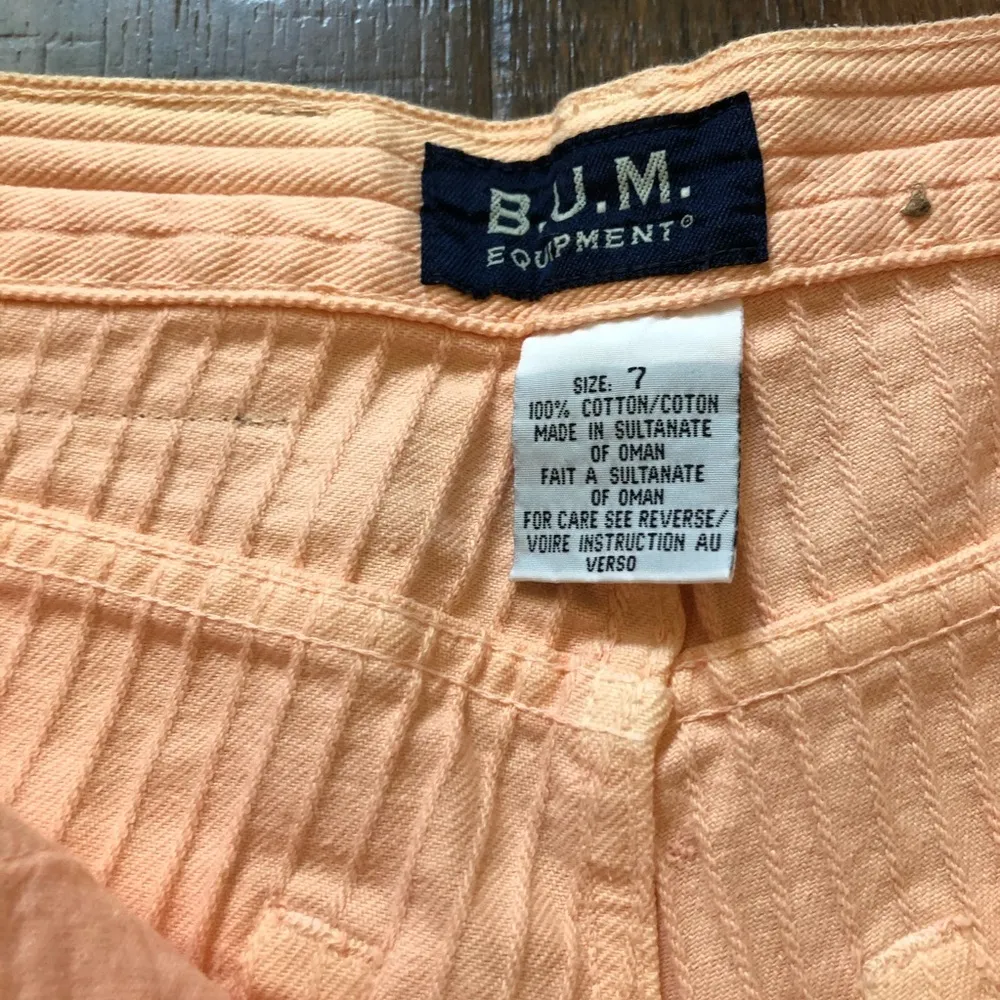 B.U.M.
EQUIPMENT®
SIZE: 7
100% COTTON/COTON
MADE IN SULTANATE
OF OMAN
FAIT A SULTANATE
OF OMAN
FOR CARE SEE REVERSE/
VOIRE INSTRUCTION AU
VERSO